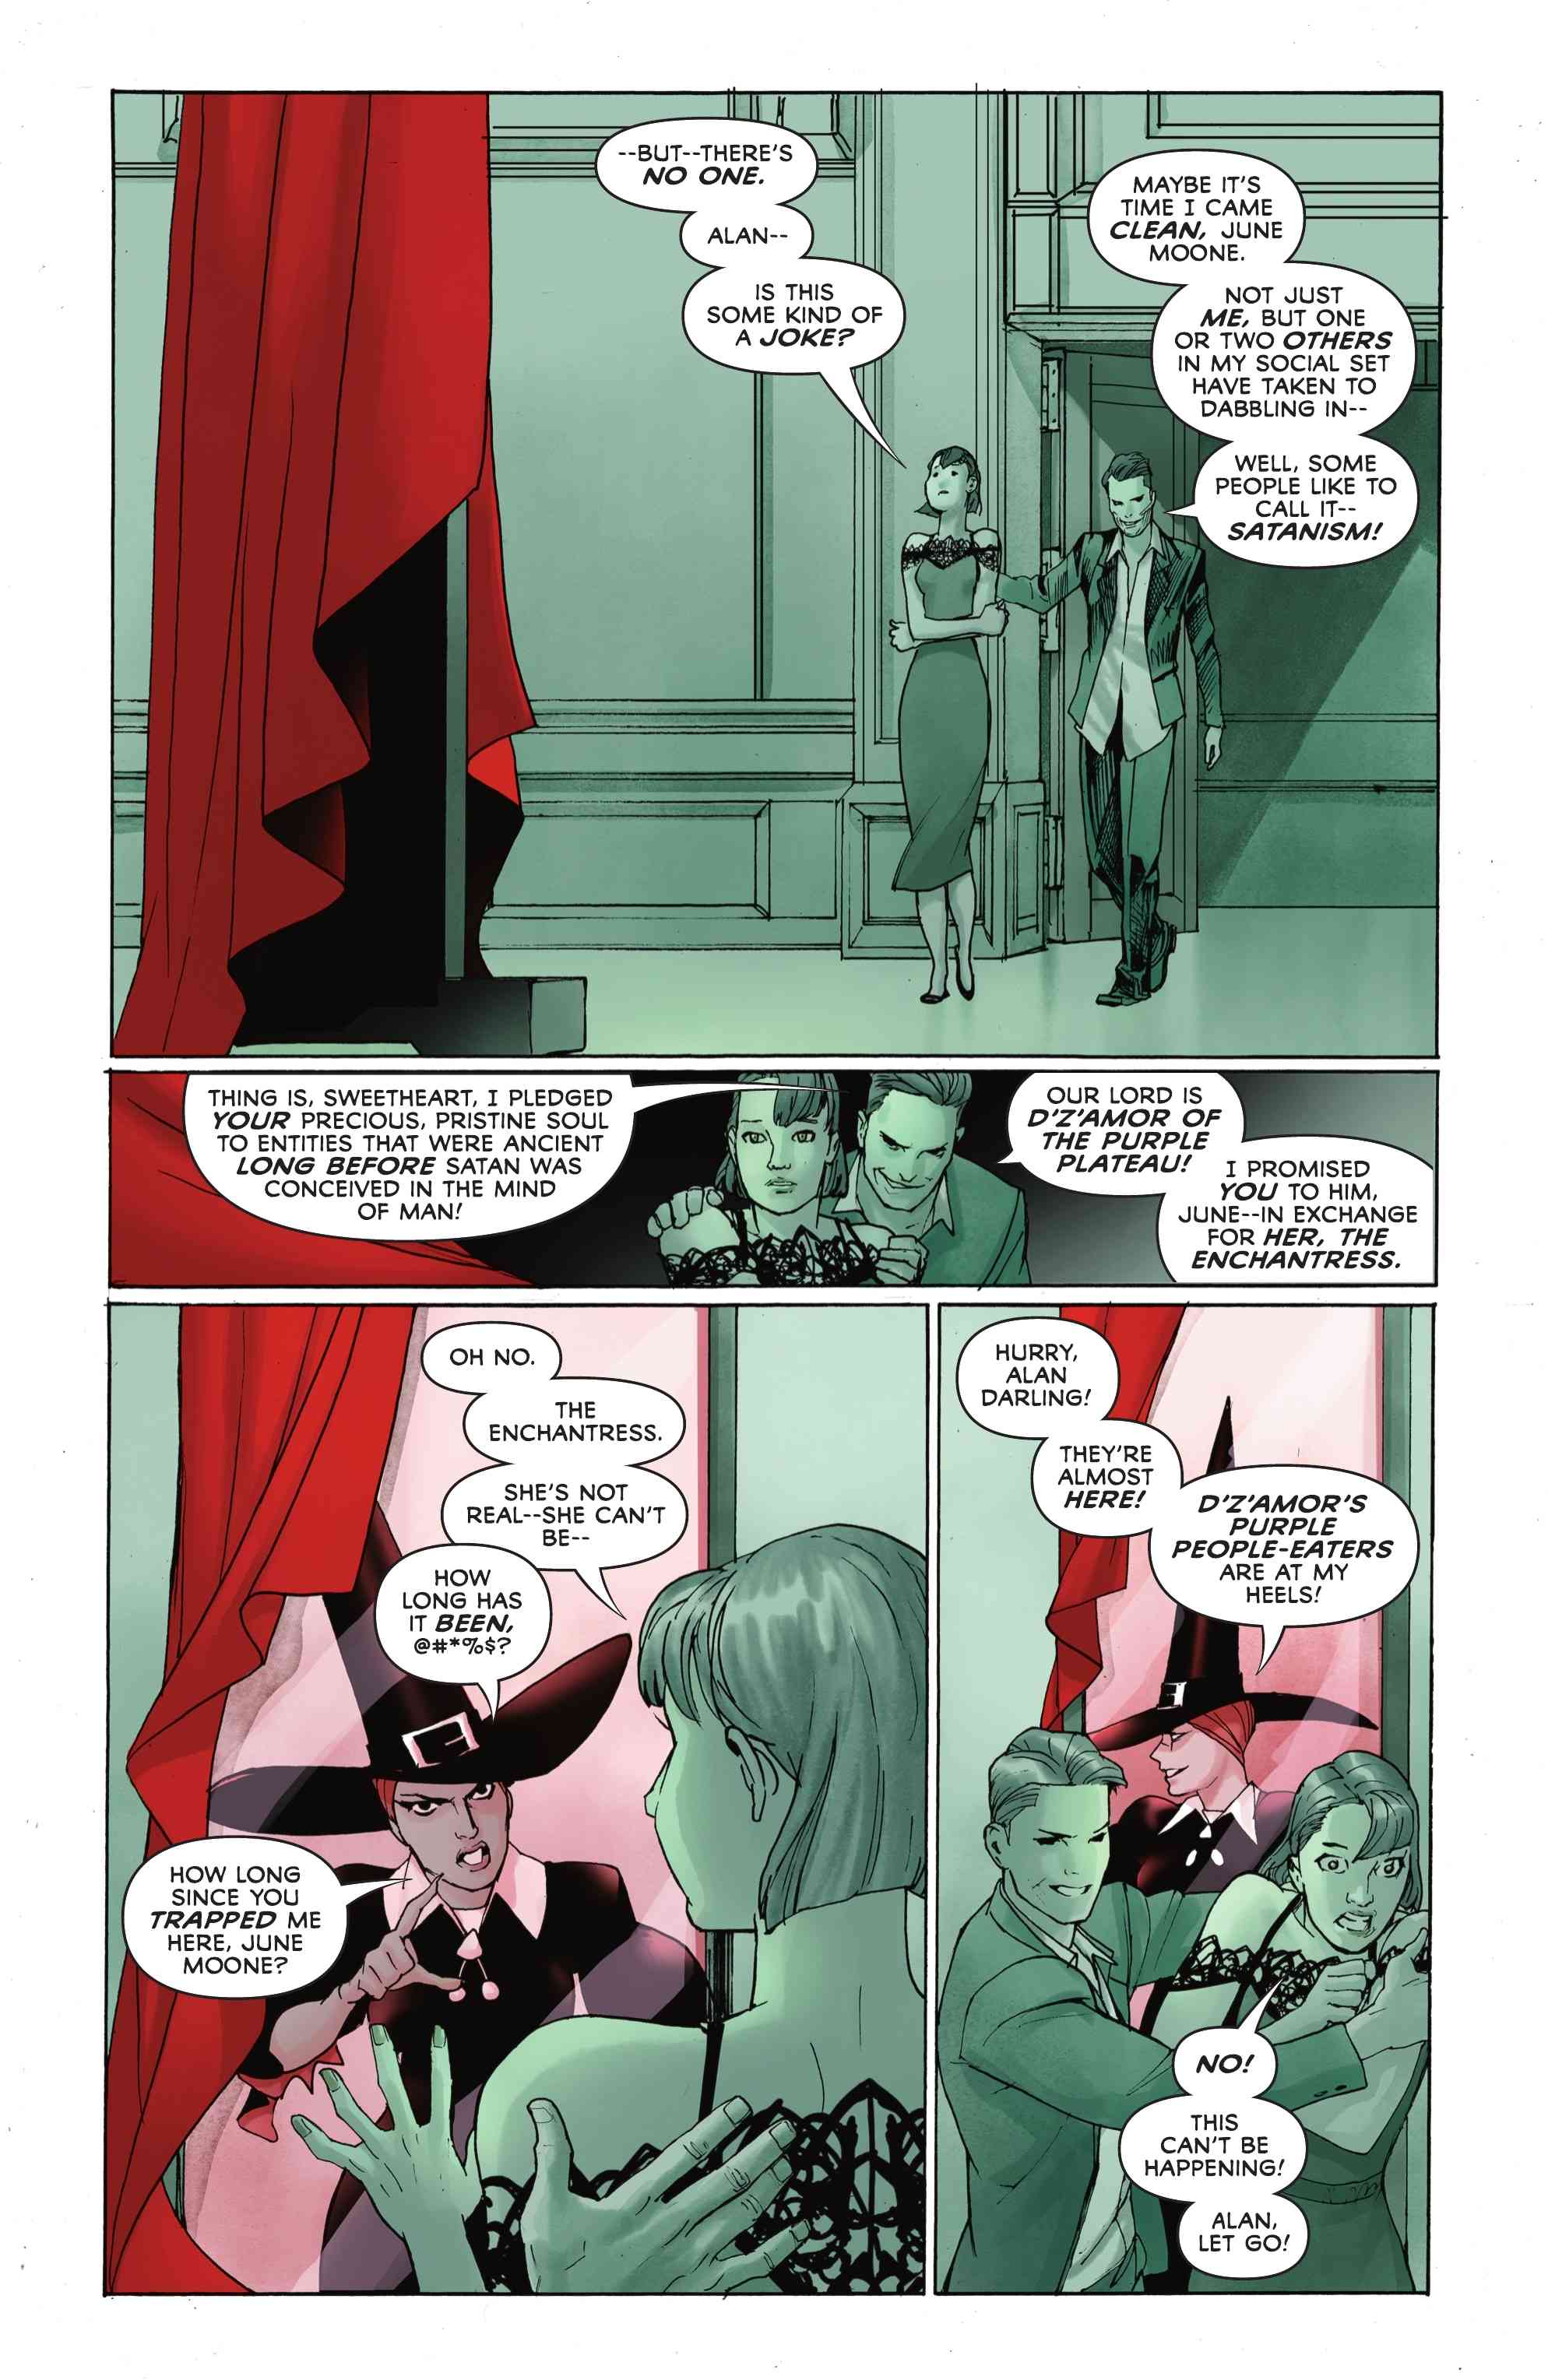 --BUT--THERE'S
NO ONE.
ALAN--
IS THIS
SOME KIND OF
A JOKE?
MAYBE IT'S
TIME I CAME
CLEAN, JUNE
MOONE.
NOT JUST
ME, BUT ONE
OR TWO OTHERS
IN MY SOCIAL SET
HAVE TAKEN TO
DABBLING IN--
WELL, SOME
PEOPLE LIKE TO
CALL IT--
SATANISM!
THING IS, SWEETHEART, I PLEDGED
YOUR PRECIOUS, PRISTINE SOUL
TO ENTITIES THAT WERE ANCIENT
LONG BEFORE SATAN WAS
CONCEIVED IN THE MIND
OF MAN!
OUR LORD IS
D'Z'AMOR OF
THE PURPLE
PLATEAU!
I PROMISED
YOU TO HIM,
JUNE--IN EXCHANGE
FOR HER, THE
ENCHANTRESS.
OH NO.
THE
ENCHANTRESS.
SHE'S NOT
REAL--SHE CAN'T
BE--
HOW
LONG HAS
IT BEEN,
@#*%$?
HOW LONG
SINCE YOU
TRAPPED ME
HERE, JUNE
MOONE?
HURRY,
ALAN
DARLING!
THEY'RE
ALMOST
HERE!
D'Z'AMOR'S
PURPLE
PEOPLE-EATERS
ARE AT MY
HEELS!
NO!
THIS
CAN'T BE
HAPPENING!
ALAN,
LET GO!